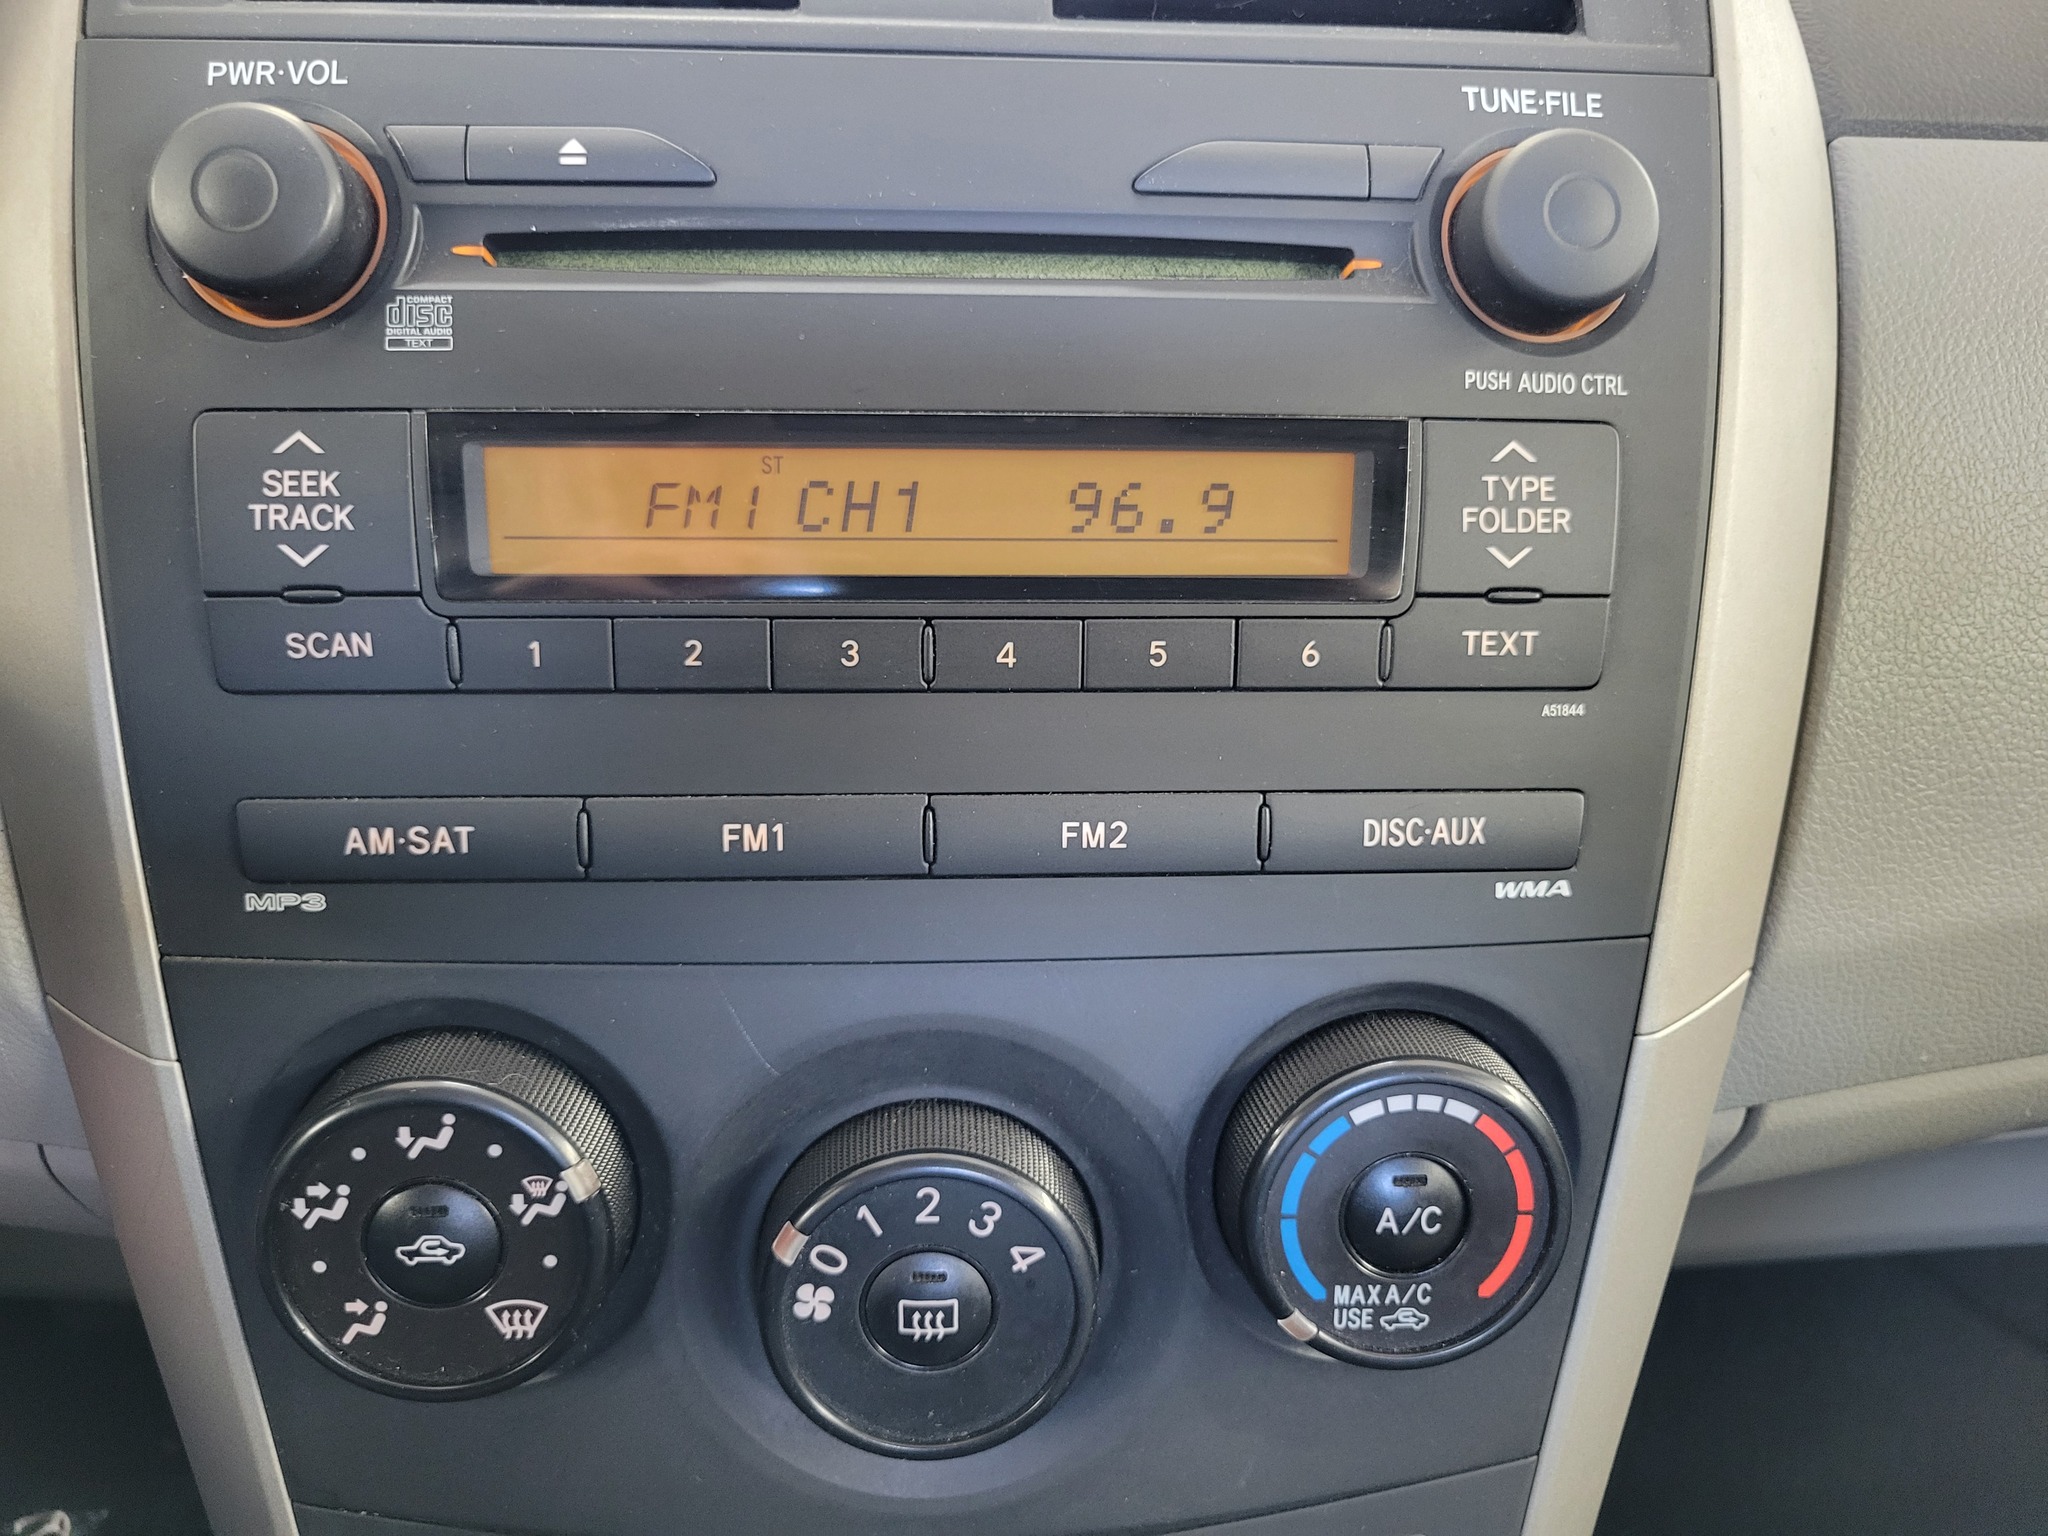 PWR·VOL
TUNE·FILE
COMPACT
disc
DIGITAL AUDIO
TEXT
PUSH AUDIO CTRL
SEEK
TRACK
ST
FM1 CH1 96.9
TYPE
FOLDER
SCAN
1 2 3 4 5 6
TEXT
A51844
AM·SAT
FM1
FM2
DISC·AUX
MP3
WMA
0 1 2 3 4
A/C
MAX A/C
USE